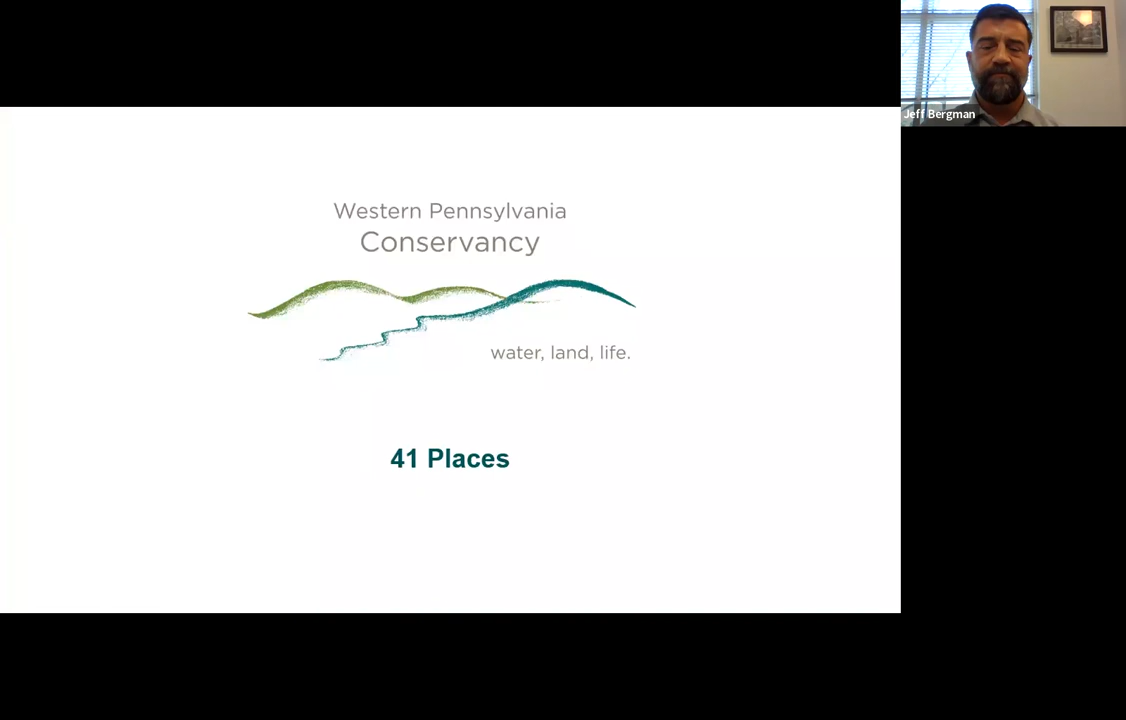 Jeff Bergman
Western Pennsylvania
Conservancy
water, land, life.
41 Places